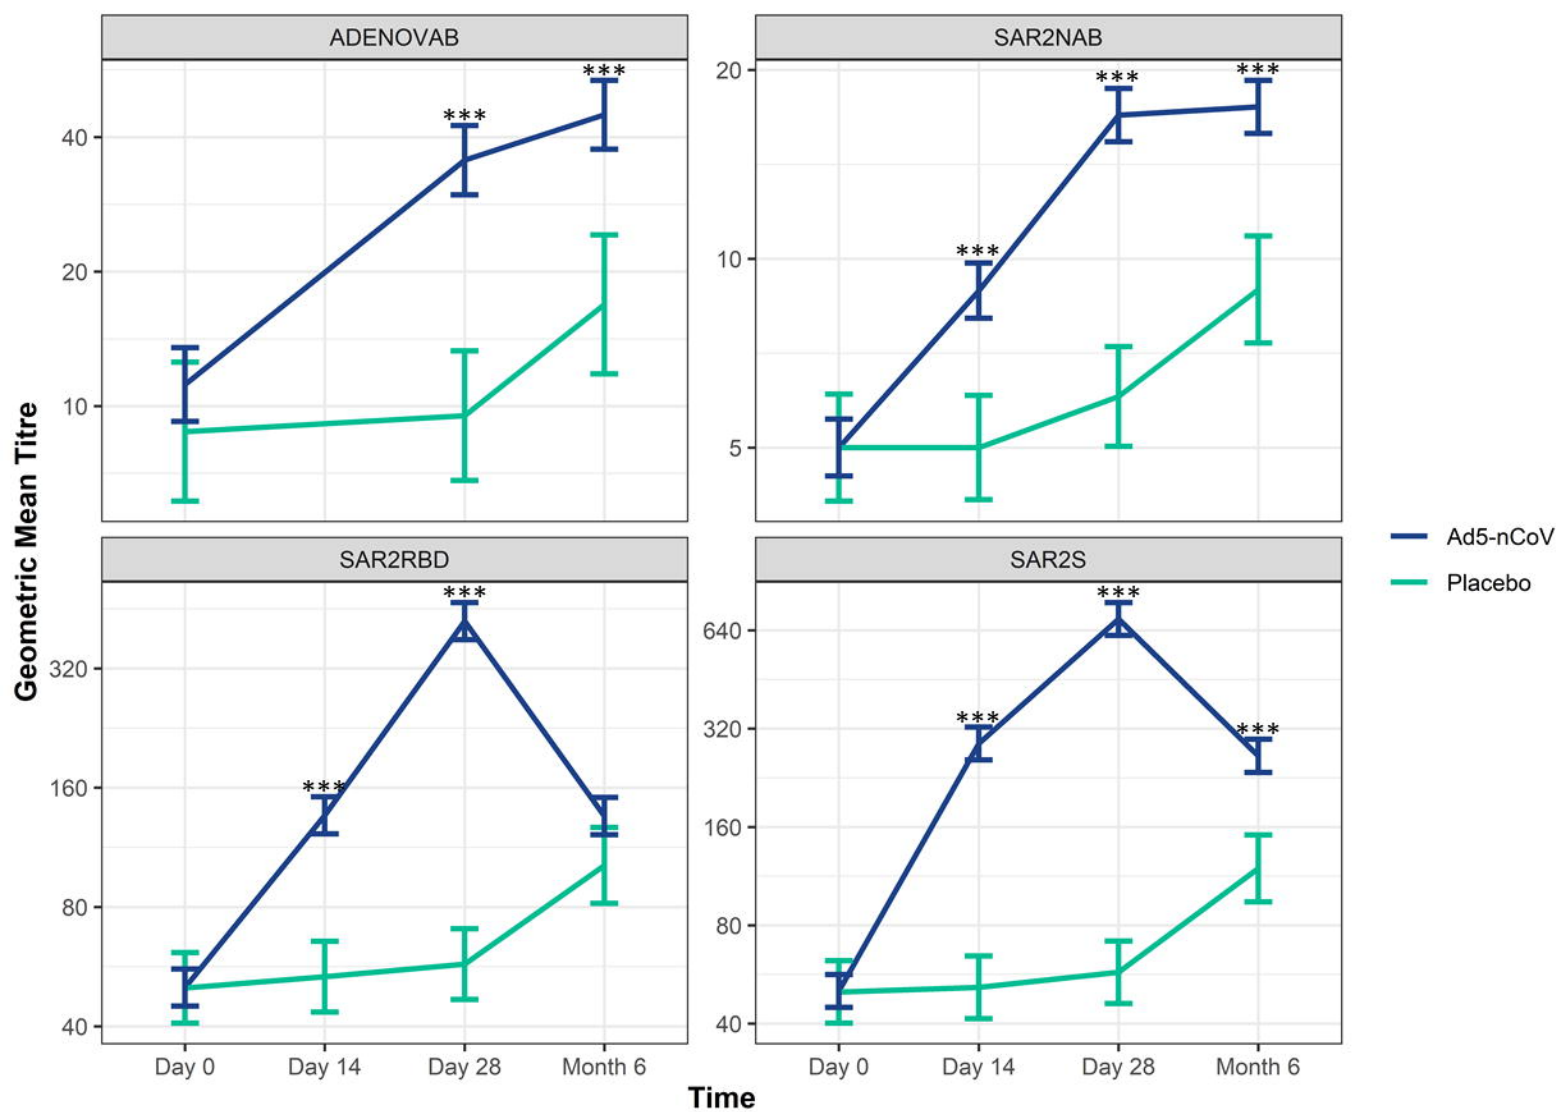 ADENOVAB
SAR2NAB
***
***
***
***
***
40
20
10
20
10
5
Geometric Mean Titre
SAR2RBD
SAR2S
***
***
***
***
***
320
160
80
40
640
320
160
80
40
Ad5-nCoV
Placebo
Day 0 Day 14 Day 28 Month 6
Day 0 Day 14 Day 28 Month 6
Time